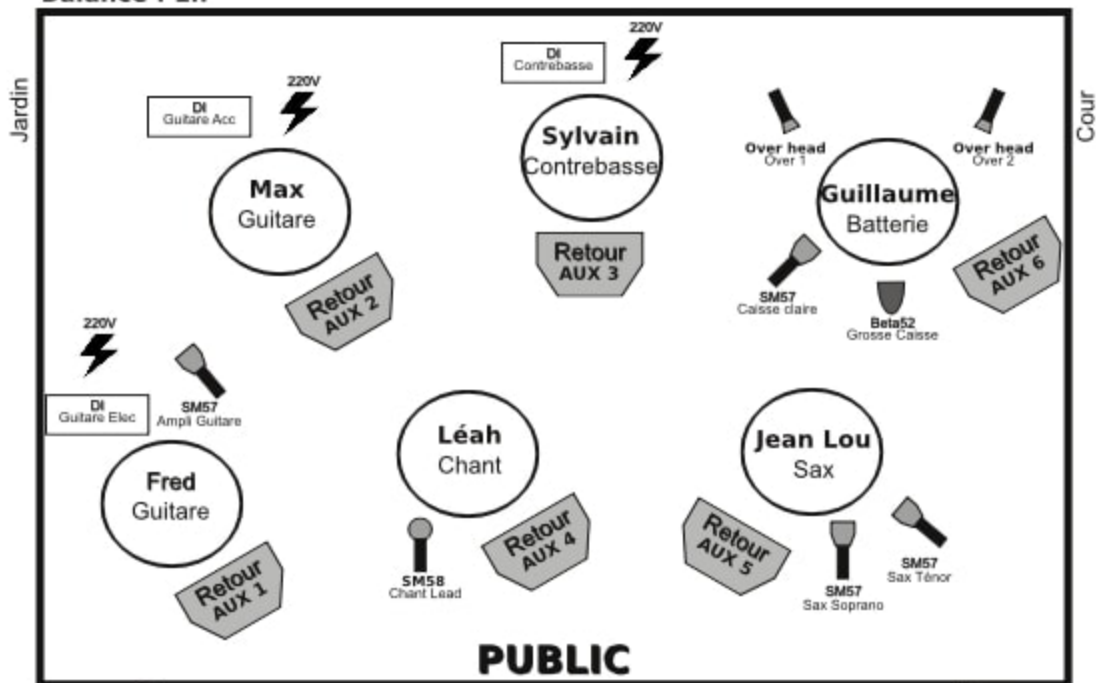 Jardin
Cour
220V
DI
Contrebasse
220V
DI
Guitare Acc
Sylvain
Contrebasse
Over head
Over 1
Over head
Over 2
Max
Guitare
Guillaume
Batterie
Retour
AUX 2
Retour
AUX 3
Retour
AUX 6
SM57
Caisse claire
Beta52
Grosse Caisse
220V
DI
Guitare Elec
SM57
Ampli Guitare
Léah
Chant
Jean Lou
Sax
Fred
Guitare
Retour
AUX 1
Retour
AUX 4
Retour
AUX 5
SM58
Chant Lead
SM57
Sax Soprano
SM57
Sax Ténor
PUBLIC